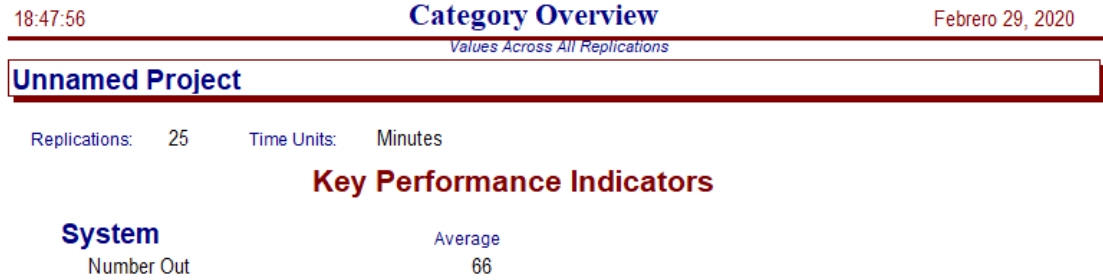 18:47:56 Category Overview Febrero 29, 2020
Values Across All Replications
Unnamed Project
Replications: 25 Time Units: Minutes
Key Performance Indicators
System Average
Number Out 66